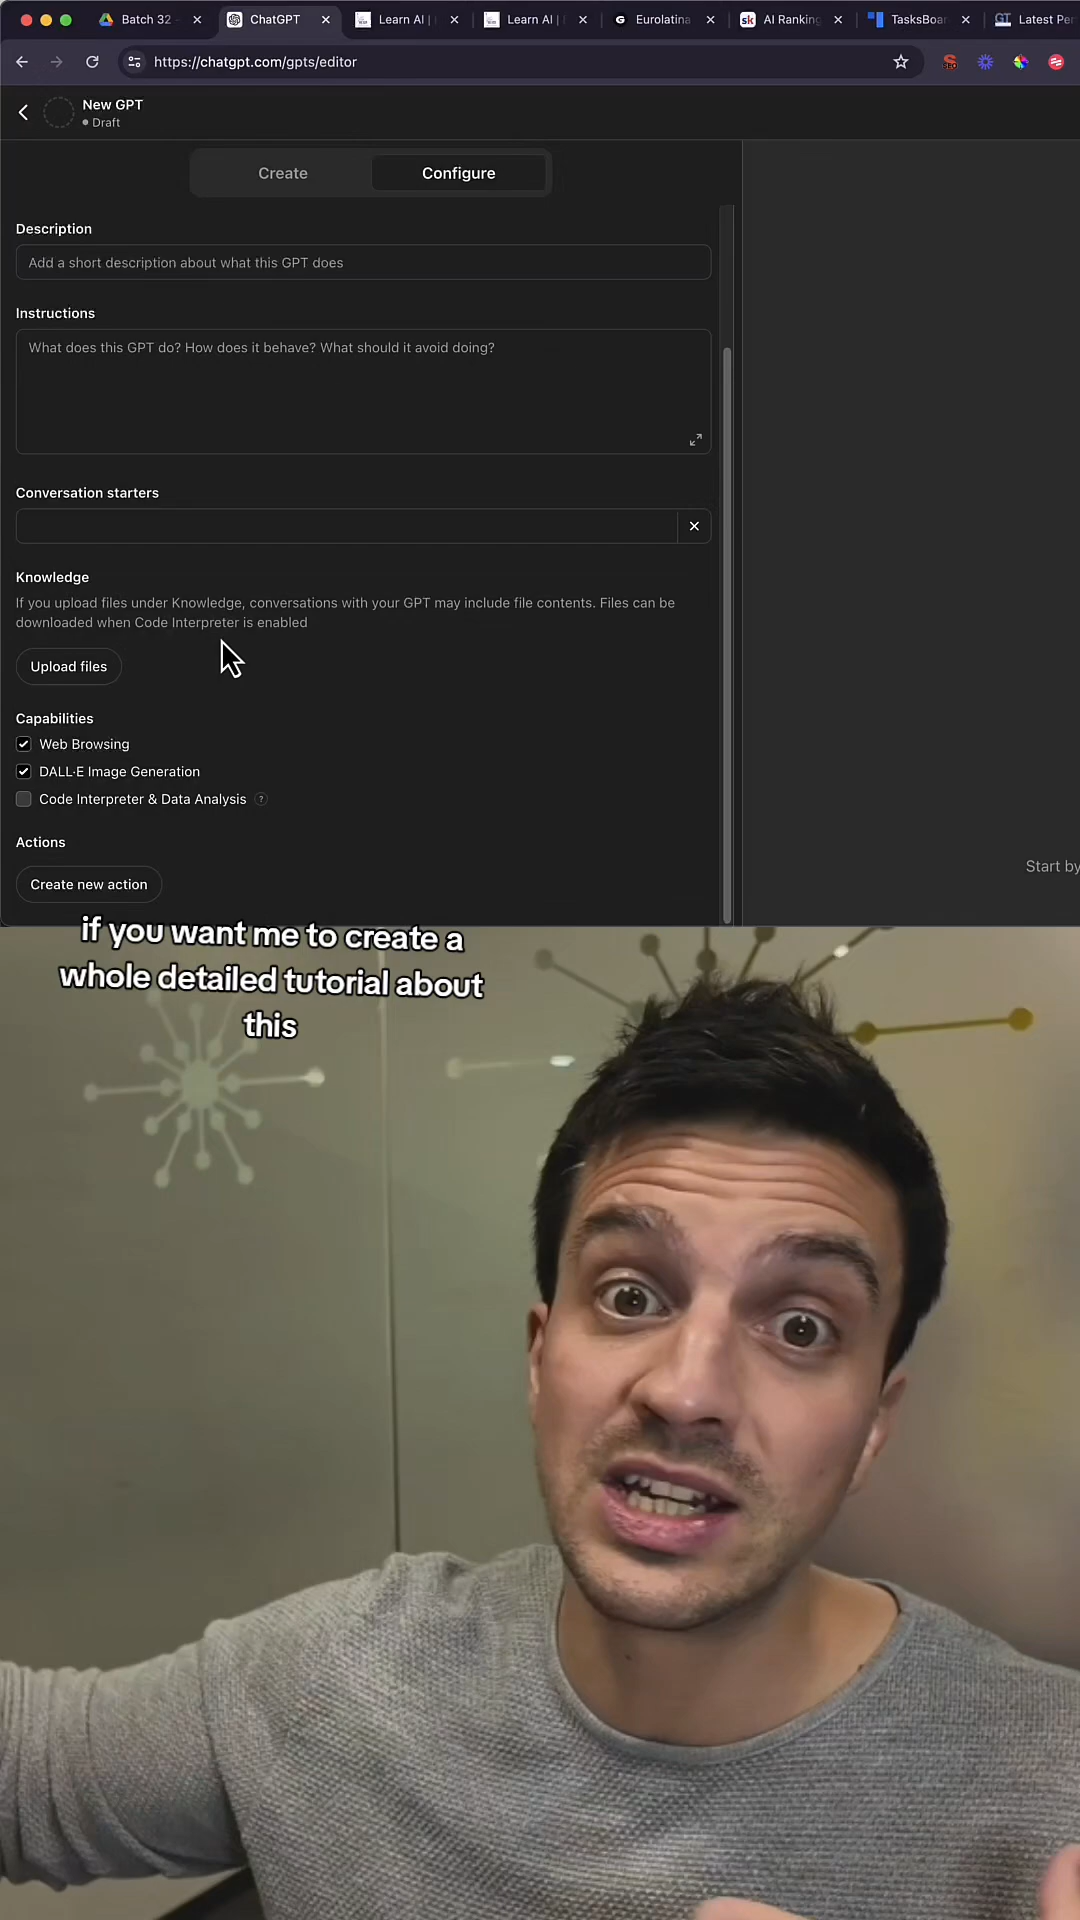 Batch 32
ChatGPT
Learn AI |
Learn AI |
Eurolatina
AI Ranking
TasksBoar
Latest Per
https://chatgpt.com/gpts/editor
New GPT
Draft
Create
Configure
Description
Add a short description about what this GPT does
Instructions
What does this GPT do? How does it behave? What should it avoid doing?
Conversation starters
Knowledge
If you upload files under Knowledge, conversations with your GPT may include file contents. Files can be
downloaded when Code Interpreter is enabled
Upload files
Capabilities
Web Browsing
DALL·E Image Generation
Code Interpreter & Data Analysis ?
Actions
Create new action
Start by
if you want me to create a
whole detailed tutorial about
this